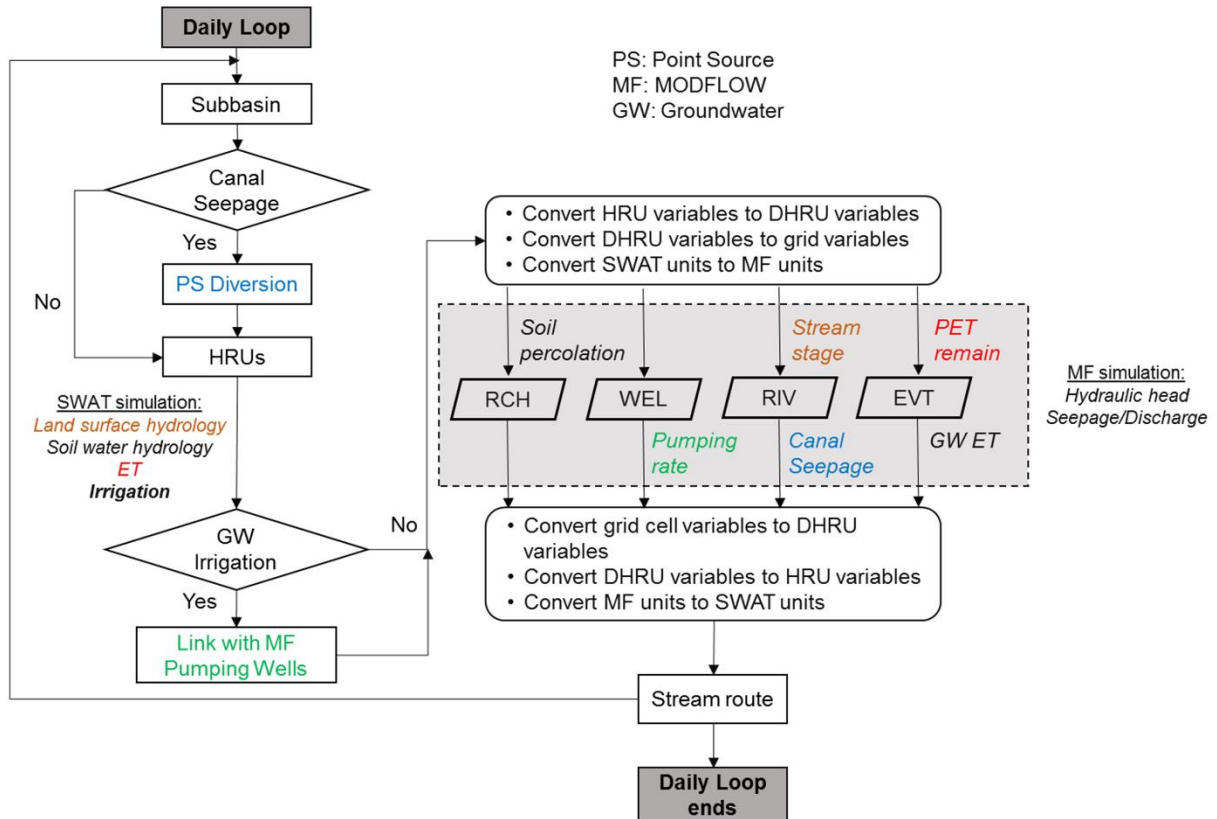 Daily Loop
PS: Point Source
MF: MODFLOW
GW: Groundwater
Subbasin
Canal
Seepage
Yes
No
PS Diversion
HRUs
SWAT simulation:
Land surface hydrology
Soil water hydrology
ET
Irrigation
GW
Irrigation
No
Yes
Link with MF
Pumping Wells
• Convert HRU variables to DHRU variables
• Convert DHRU variables to grid variables
• Convert SWAT units to MF units
Soil
percolation
Stream
stage
PET
remain
RCH
WEL
RIV
EVT
Pumping
rate
Canal
Seepage
GW ET
MF simulation:
Hydraulic head
Seepage/Discharge
• Convert grid cell variables to DHRU
variables
• Convert DHRU variables to HRU variables
• Convert MF units to SWAT units
Stream route
Daily Loop
ends